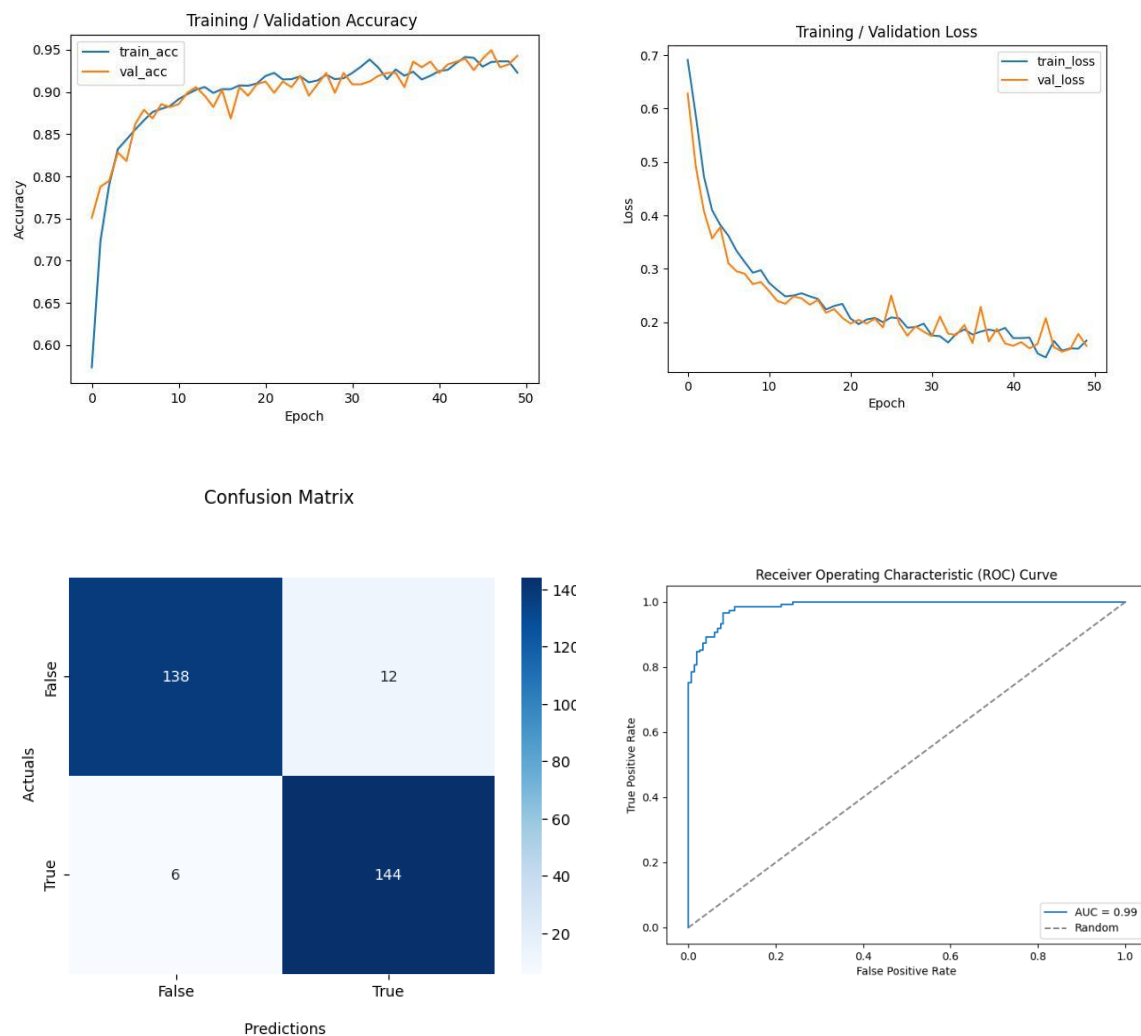 Training / Validation Accuracy
train_acc
val_acc
0.95
0.90
0.85
0.80
0.75
0.70
0.65
0.60
Accuracy
0
10
20
30
40
50
Epoch
Training / Validation Loss
train_loss
val_loss
0.7
0.6
0.5
0.4
0.3
0.2
Loss
0
10
20
30
40
50
Epoch
Confusion Matrix
138
12
6
144
False
True
Actuals
False
True
Predictions
140
120
100
80
60
40
20
Receiver Operating Characteristic (ROC) Curve
1.0
0.8
0.6
0.4
0.2
0.0
True Positive Rate
AUC = 0.99
Random
0.0
0.2
0.4
0.6
0.8
1.0
False Positive Rate